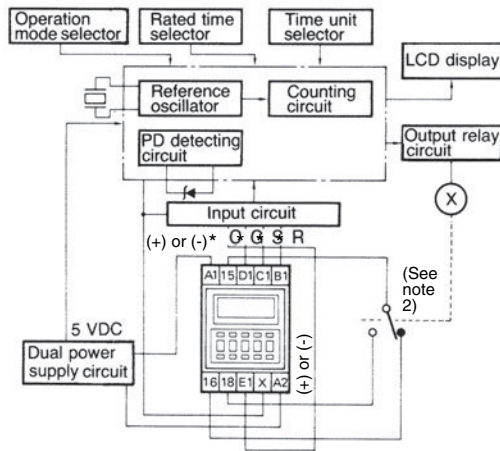 Operation
mode selector
Rated time
selector
Time unit
selector
LCD display
Reference
oscillator
Counting
circuit
PD detecting
circuit
Output relay
circuit
X
Input circuit
(+) or (-)* G S R
A1 15 D1 C1 B1
(See
note
2)
5 VDC
Dual power
supply circuit
(+) or (-)
16 18 E1 X A2